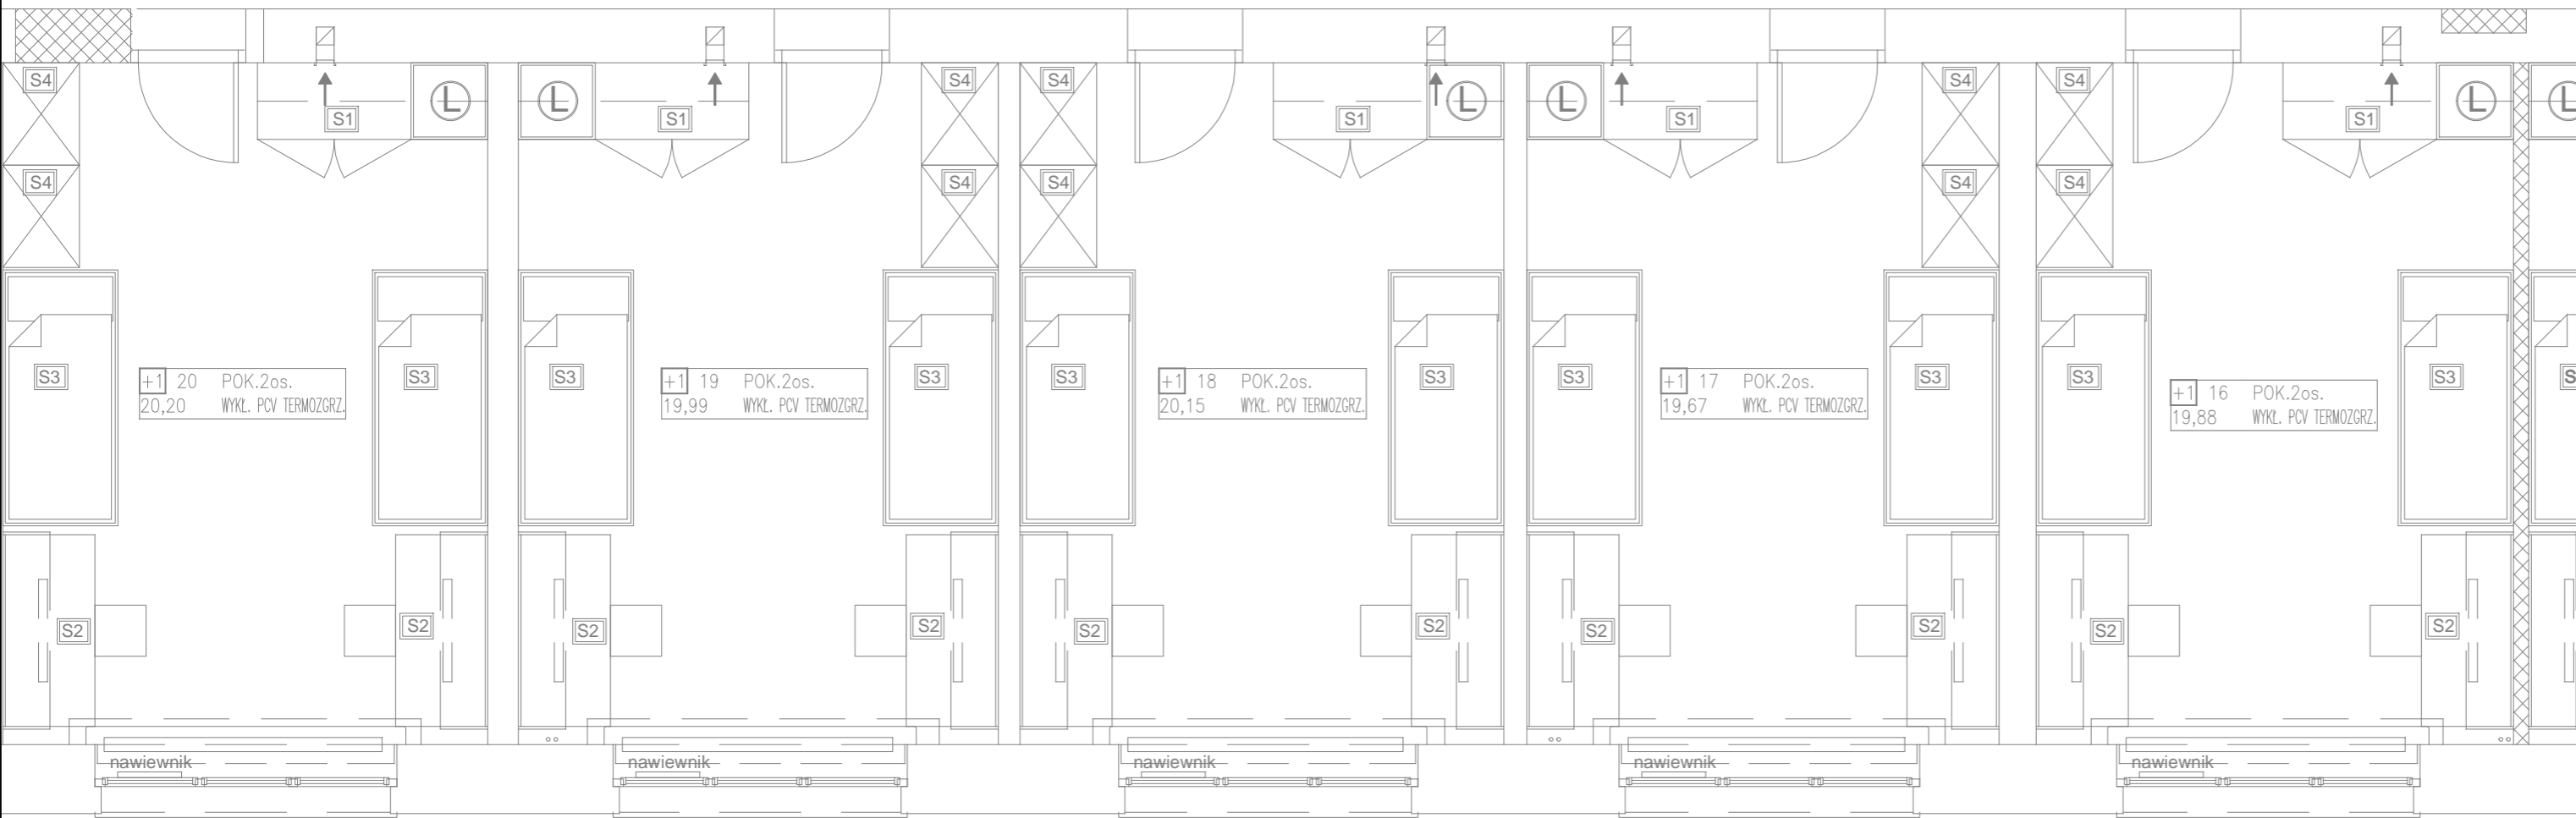 S4 L L S4 S4 L L S4 S4 L L
S1 S1 S1 S1 S1
S4 S4 S4 S4 S4
S3 S3 S3 S3 S3 S3 S3 S3 S3 S3 S
+1 20 POK.2os.
20,20 WYKŁ. PCV TERMOZGRZ.
+1 19 POK.2os.
19,99 WYKŁ. PCV TERMOZGRZ.
+1 18 POK.2os.
20,15 WYKŁ. PCV TERMOZGRZ.
+1 17 POK.2os.
19,67 WYKŁ. PCV TERMOZGRZ.
+1 16 POK.2os.
19,88 WYKŁ. PCV TERMOZGRZ.
S2 S2 S2 S2 S2 S2 S2 S2 S2 S2
nawiewnik nawiewnik nawiewnik nawiewnik nawiewnik